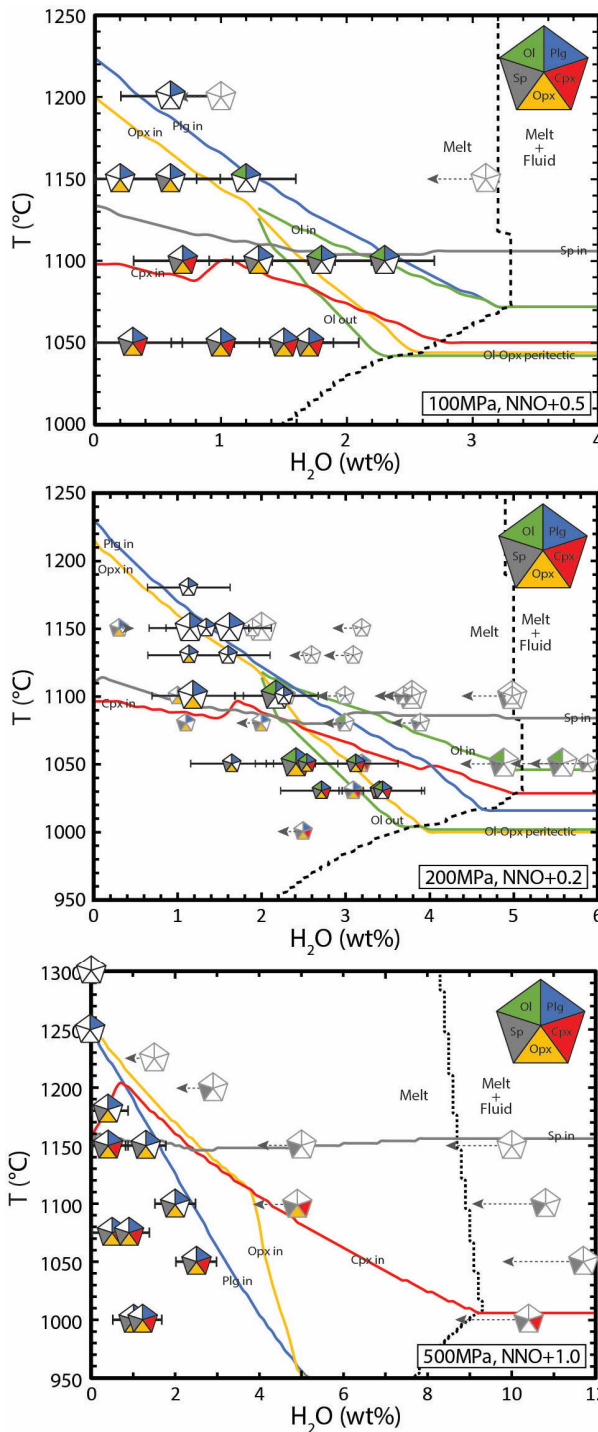 1250
1200
1150
1100
1050
1000
T (°C)
Ol
Plg
Sp
Cpx
Opx
Opx in
Plg in
Melt
Melt
+
Fluid
Ol in
Sp in
Cpx in
Ol out
Ol-Opx peritectic
100MPa, NNO+0.5
0
1
2
3
4
H₂O (wt%)
1250
1200
1150
1100
1050
1000
950
T (°C)
Ol
Plg
Sp
Cpx
Opx
Plg in
Opx in
Melt
Melt
+
Fluid
Cpx in
Sp in
Ol in
Ol out
Ol-Opx peritectic
200MPa, NNO+0.2
0
1
2
3
4
5
6
H₂O (wt%)
1300
1250
1200
1150
1100
1050
1000
950
T (°C)
Ol
Plg
Sp
Cpx
Opx
Melt
Melt
+
Fluid
Sp in
Opx in
Cpx in
Plg in
500MPa, NNO+1.0
0
2
4
6
8
10
12
H₂O (wt%)